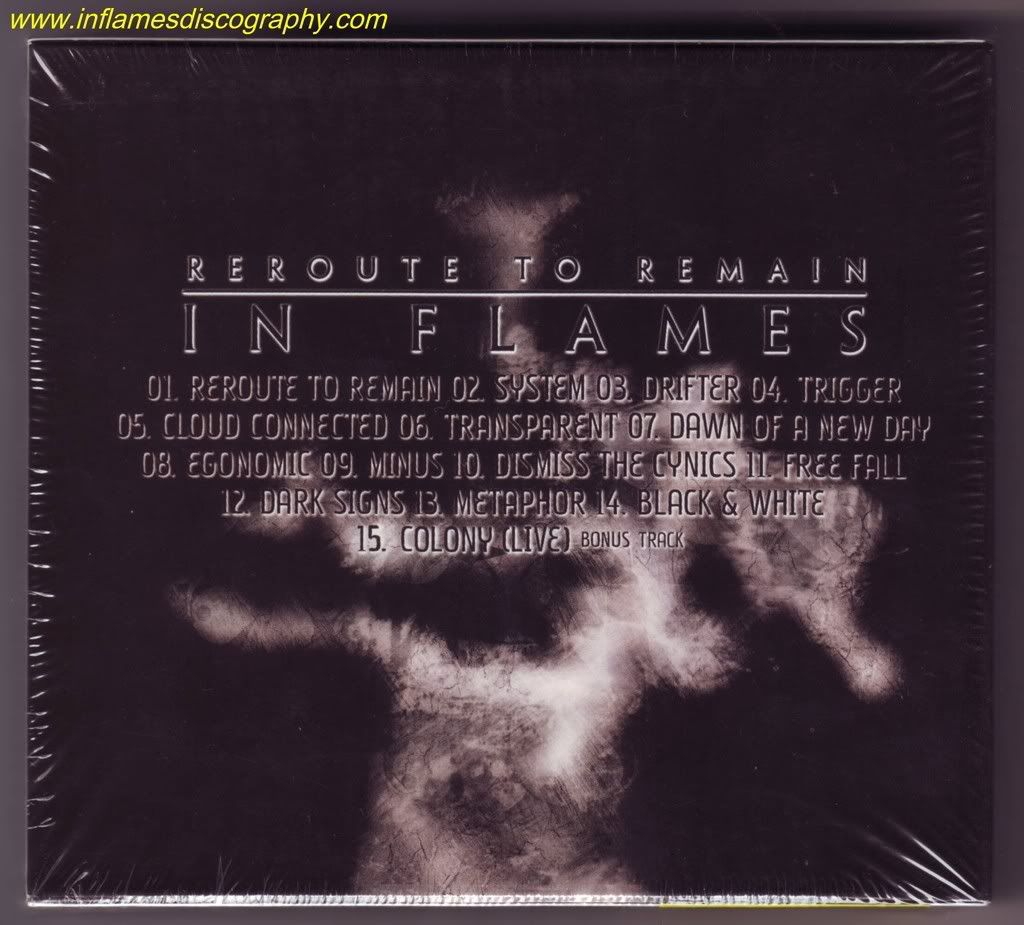 www.inflamesdiscography.com
REROUTE TO REMAIN
IN FLAMES
01. REROUTE TO REMAIN 02. SYSTEM 03. DRIFTER 04. TRIGGER
05. CLOUD CONNECTED 06. TRANSPARENT 07. DAWN OF A NEW DAY
08. EGONOMIC 09. MINUS 10. DISMISS THE CYNICS 11. FREE FALL
12. DARK SIGNS 13. METAPHOR 14. BLACK & WHITE
15. COLONY (LIVE) BONUS TRACK